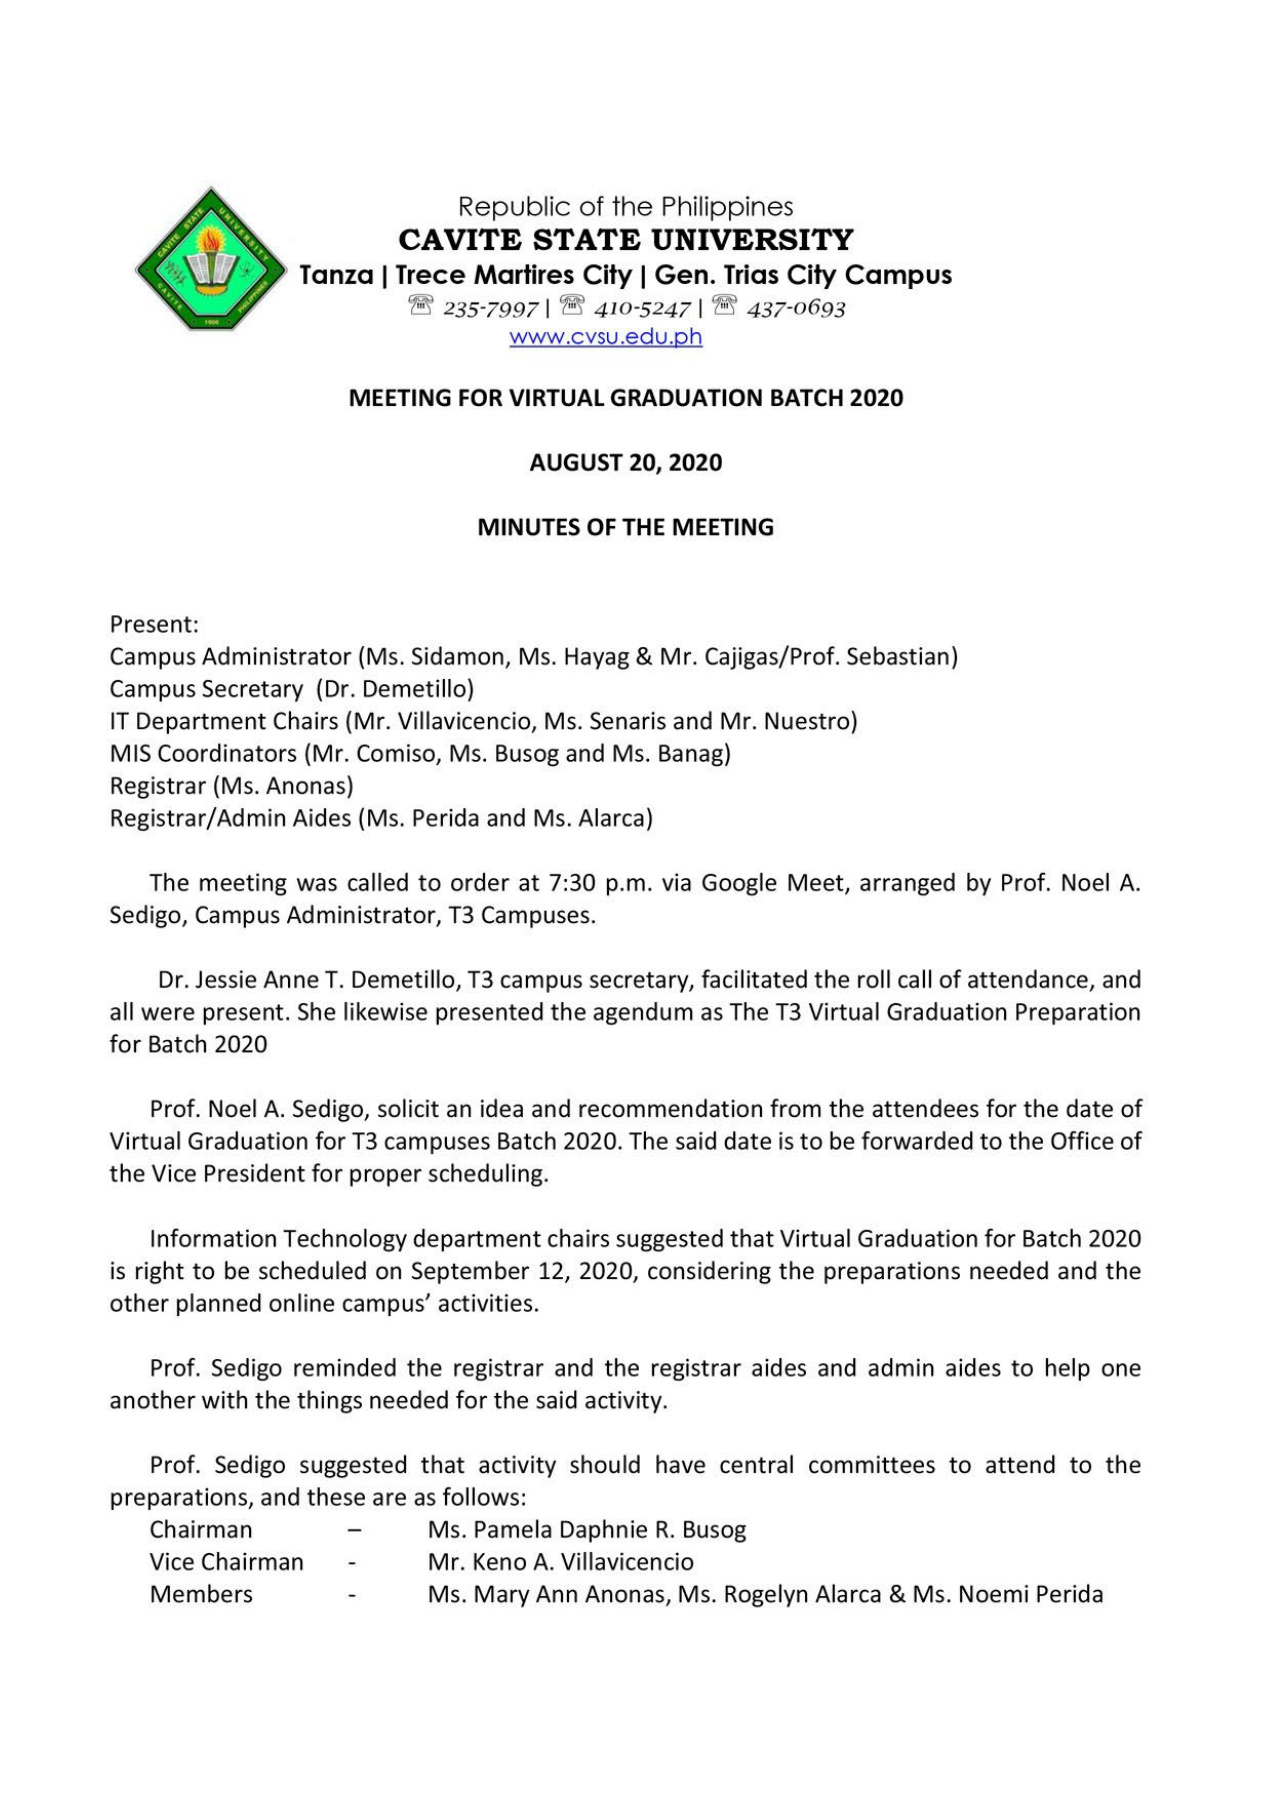 CAVITE STATE UNIVERSITY
CAVITE PHILIPPINES
1906
Republic of the Philippines
CAVITE STATE UNIVERSITY
Tanza | Trece Martires City | Gen. Trias City Campus
☏ 235-7997 | ☏ 410-5247 | ☏ 437-0693
www.cvsu.edu.ph
MEETING FOR VIRTUAL GRADUATION BATCH 2020
AUGUST 20, 2020
MINUTES OF THE MEETING
Present:
Campus Administrator (Ms. Sidamon, Ms. Hayag & Mr. Cajigas/Prof. Sebastian)
Campus Secretary (Dr. Demetillo)
IT Department Chairs (Mr. Villavicencio, Ms. Senaris and Mr. Nuestro)
MIS Coordinators (Mr. Comiso, Ms. Busog and Ms. Banag)
Registrar (Ms. Anonas)
Registrar/Admin Aides (Ms. Perida and Ms. Alarca)
The meeting was called to order at 7:30 p.m. via Google Meet, arranged by Prof. Noel A.
Sedigo, Campus Administrator, T3 Campuses.
Dr. Jessie Anne T. Demetillo, T3 campus secretary, facilitated the roll call of attendance, and
all were present. She likewise presented the agendum as The T3 Virtual Graduation Preparation
for Batch 2020
Prof. Noel A. Sedigo, solicit an idea and recommendation from the attendees for the date of
Virtual Graduation for T3 campuses Batch 2020. The said date is to be forwarded to the Office of
the Vice President for proper scheduling.
Information Technology department chairs suggested that Virtual Graduation for Batch 2020
is right to be scheduled on September 12, 2020, considering the preparations needed and the
other planned online campus’ activities.
Prof. Sedigo reminded the registrar and the registrar aides and admin aides to help one
another with the things needed for the said activity.
Prof. Sedigo suggested that activity should have central committees to attend to the
preparations, and these are as follows:
Chairman – Ms. Pamela Daphnie R. Busog
Vice Chairman - Mr. Keno A. Villavicencio
Members - Ms. Mary Ann Anonas, Ms. Rogelyn Alarca & Ms. Noemi Perida